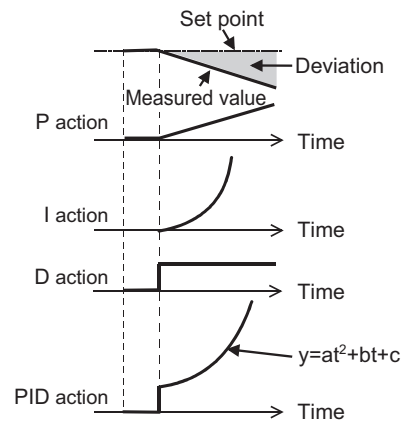 Set point
Deviation
Measured value
P action
Time
I action
Time
D action
Time
y=at²+bt+c
PID action
Time